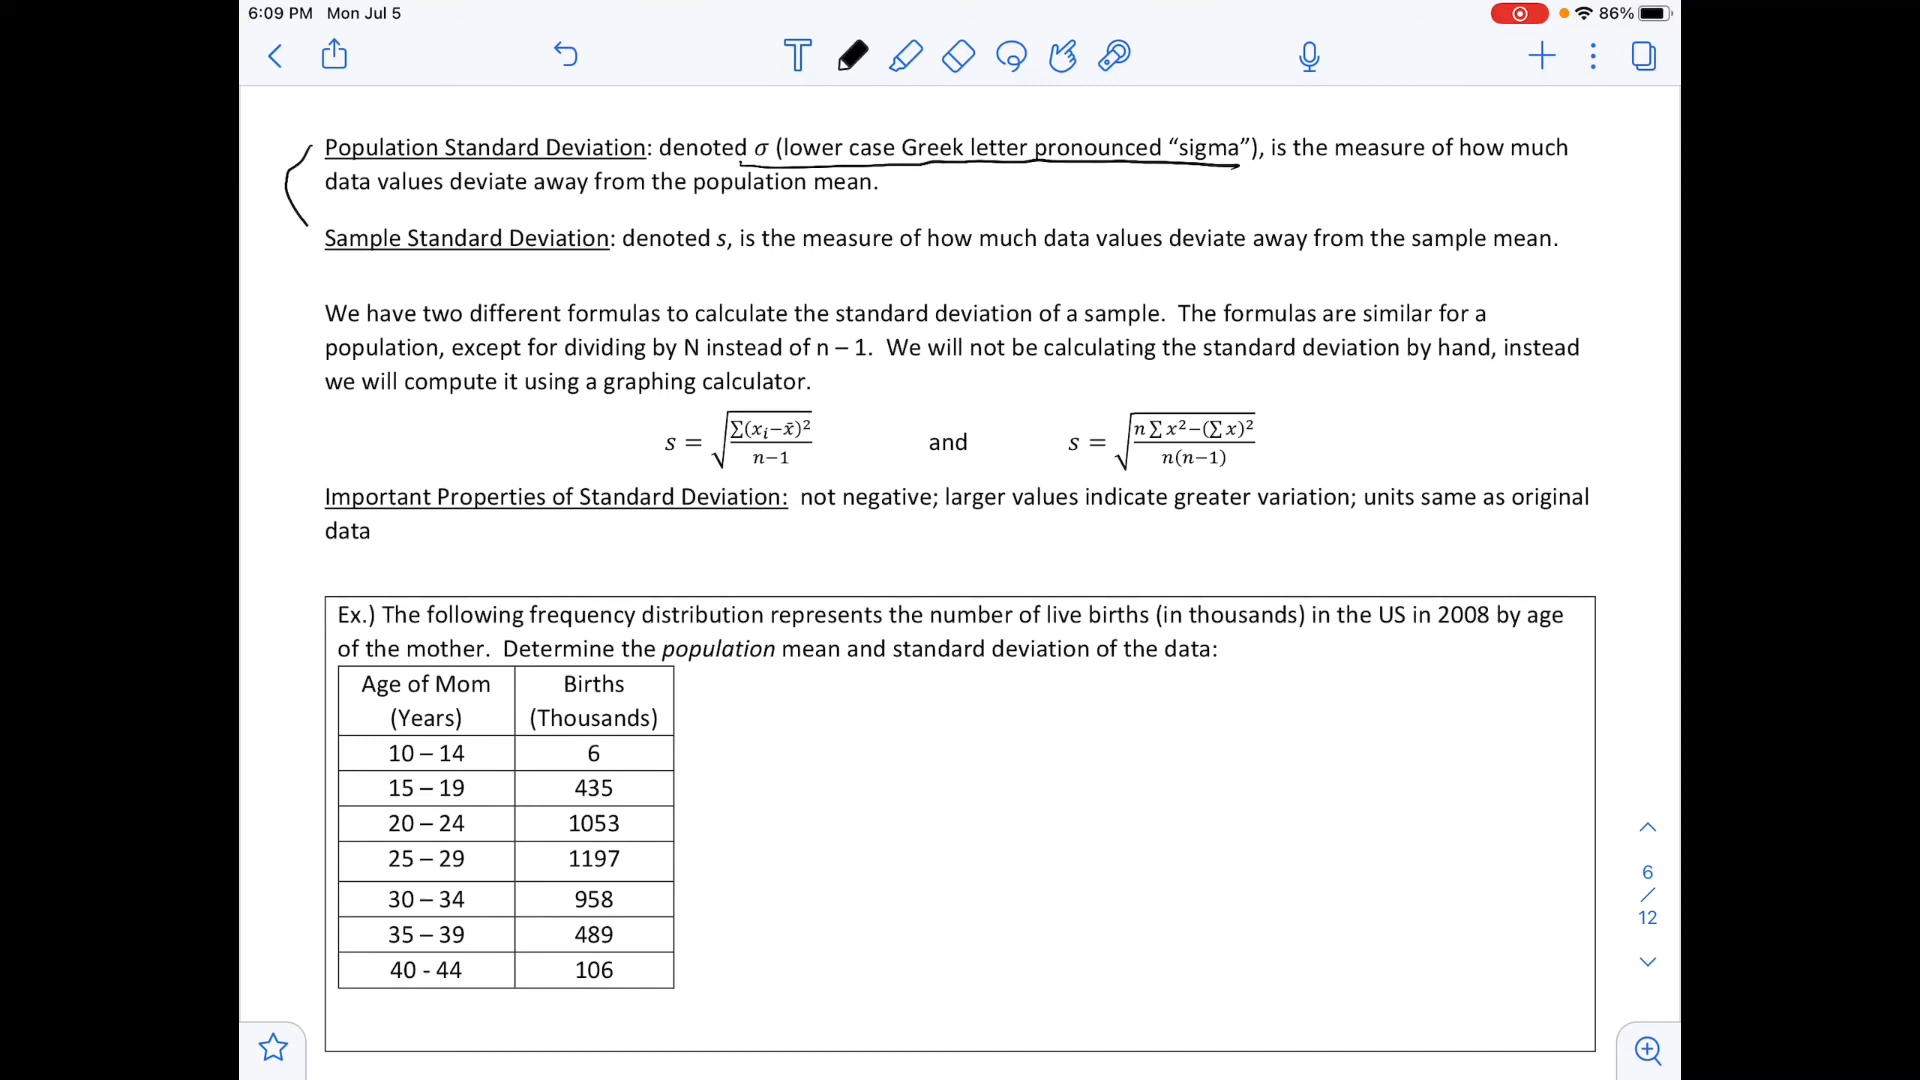 6:09 PM Mon Jul 5
86%
T
Population Standard Deviation: denoted σ (lower case Greek letter pronounced “sigma”), is the measure of how much
data values deviate away from the population mean.
Sample Standard Deviation: denoted s, is the measure of how much data values deviate away from the sample mean.
We have two different formulas to calculate the standard deviation of a sample. The formulas are similar for a
population, except for dividing by N instead of n – 1. We will not be calculating the standard deviation by hand, instead
we will compute it using a graphing calculator.
s = √(∑(xᵢ−x̄)²/(n−1)) and s = √((n∑x²−(∑x)²)/(n(n−1)))
Important Properties of Standard Deviation: not negative; larger values indicate greater variation; units same as original
data
Ex.) The following frequency distribution represents the number of live births (in thousands) in the US in 2008 by age
of the mother. Determine the population mean and standard deviation of the data:
Age of Mom Births
(Years) (Thousands)
10 – 14 6
15 – 19 435
20 – 24 1053
25 – 29 1197
30 – 34 958
35 – 39 489
40 - 44 106
6
/
12